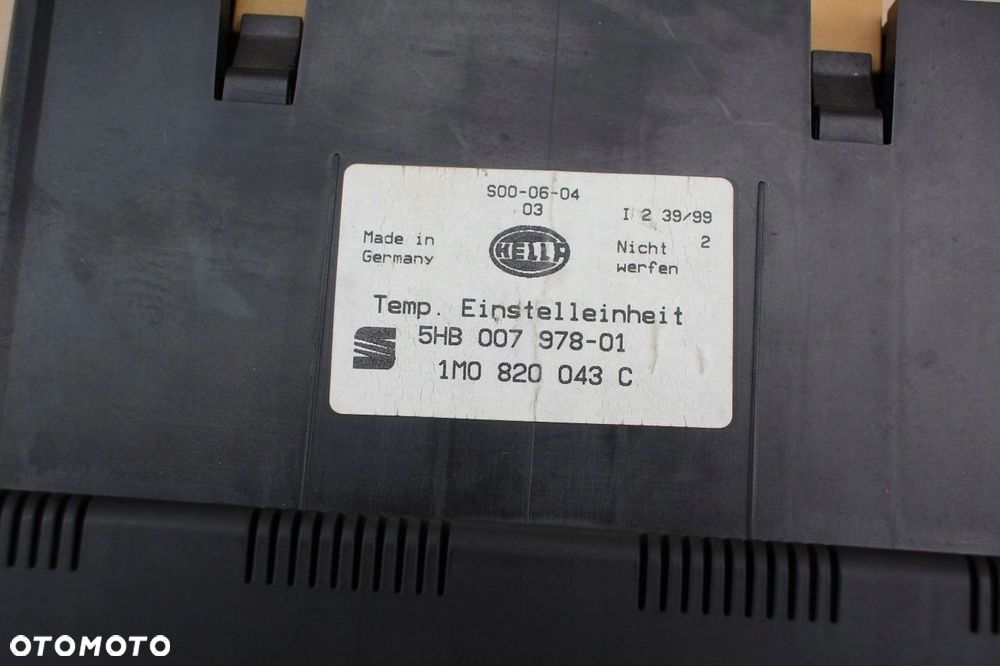 S00-06-04
03
I 2 39/99
2
Made in
Germany
HELLA
Nicht
werfen
Temp. Einstelleinheit
5HB 007 978-01
1M0 820 043 C
OTOMOTO